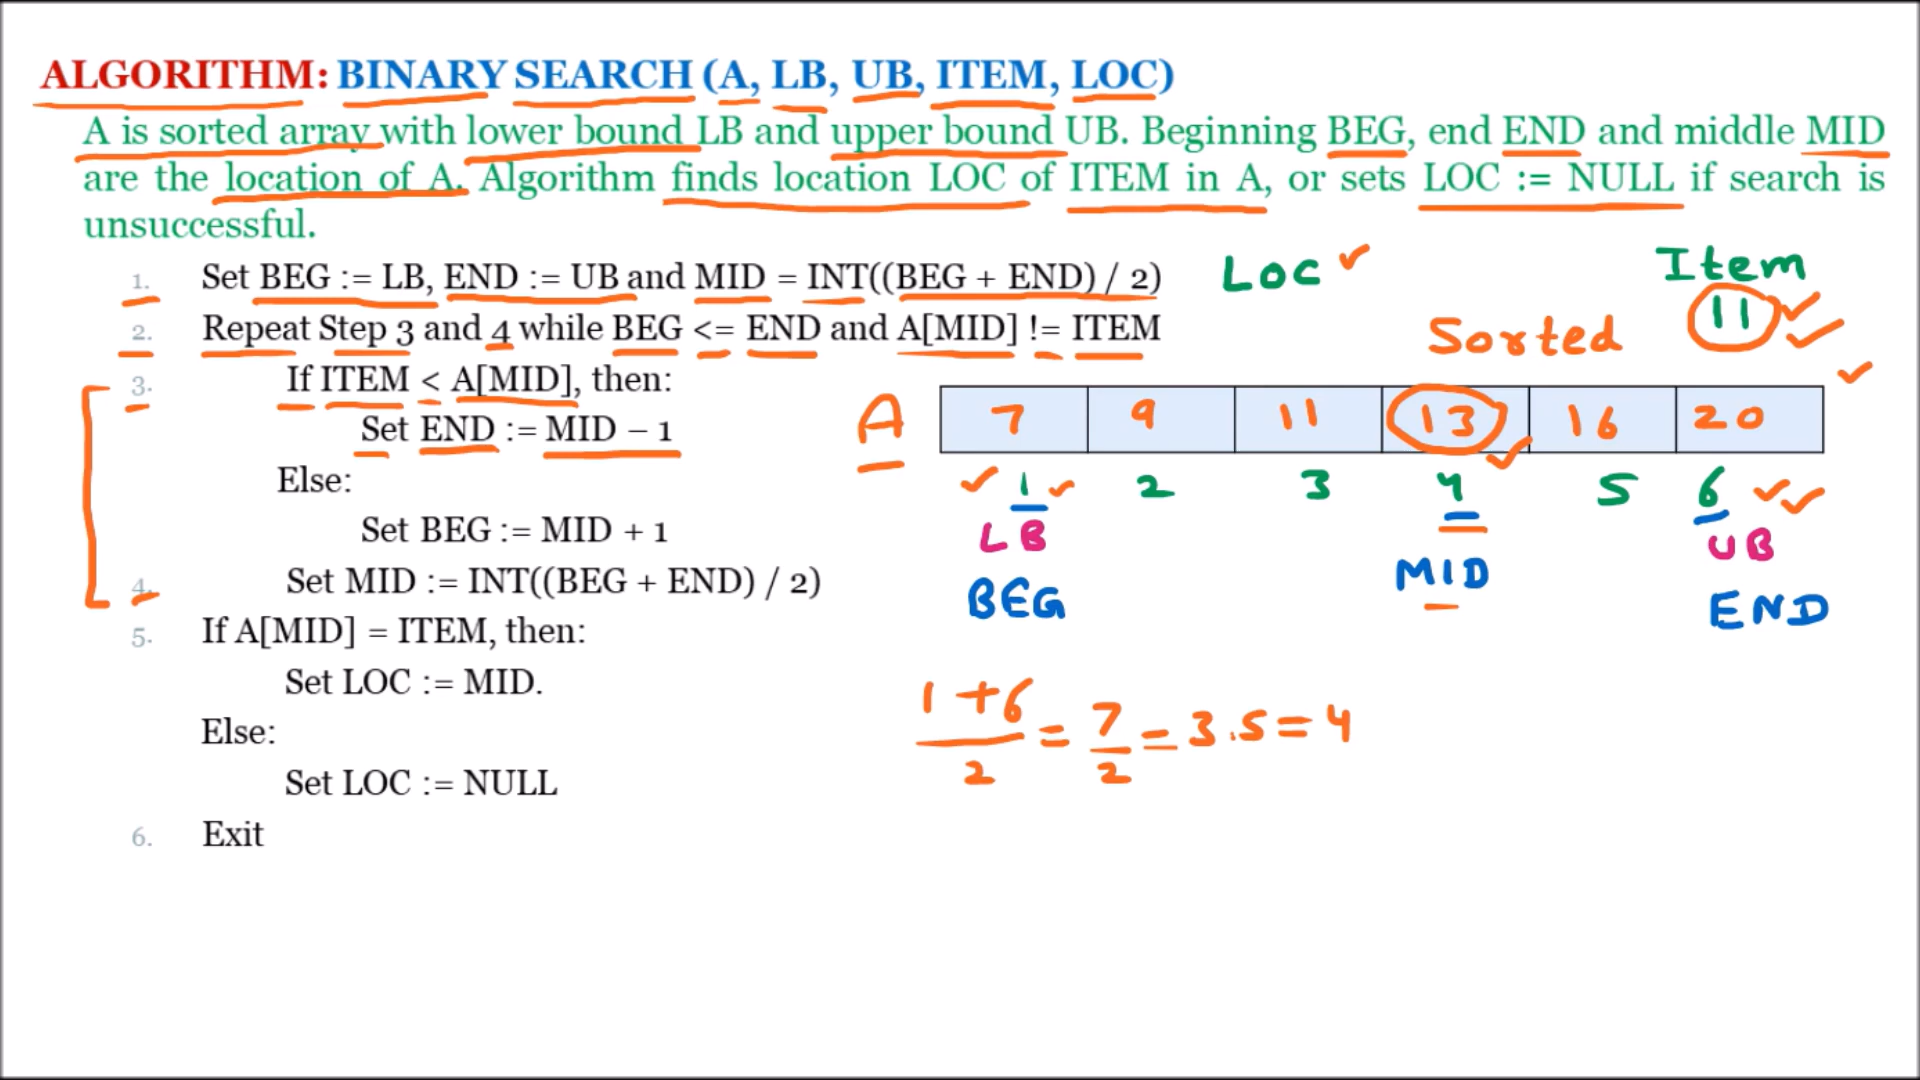 ALGORITHM: BINARY SEARCH (A, LB, UB, ITEM, LOC)
A is sorted array with lower bound LB and upper bound UB. Beginning BEG, end END and middle MID
are the location of A. Algorithm finds location LOC of ITEM in A, or sets LOC := NULL if search is
unsuccessful.
1. Set BEG := LB, END := UB and MID = INT((BEG + END) / 2)
2. Repeat Step 3 and 4 while BEG <= END and A[MID] != ITEM
3. If ITEM < A[MID], then:
Set END := MID – 1
Else:
Set BEG := MID + 1
4. Set MID := INT((BEG + END) / 2)
5. If A[MID] = ITEM, then:
Set LOC := MID.
Else:
Set LOC := NULL
6. Exit
LOC
Item
11
Sorted
A 7 9 11 13 16 20
1 2 3 4 5 6
LB UB
MID
BEG END
1+6/2 = 7/2 = 3.5 = 4